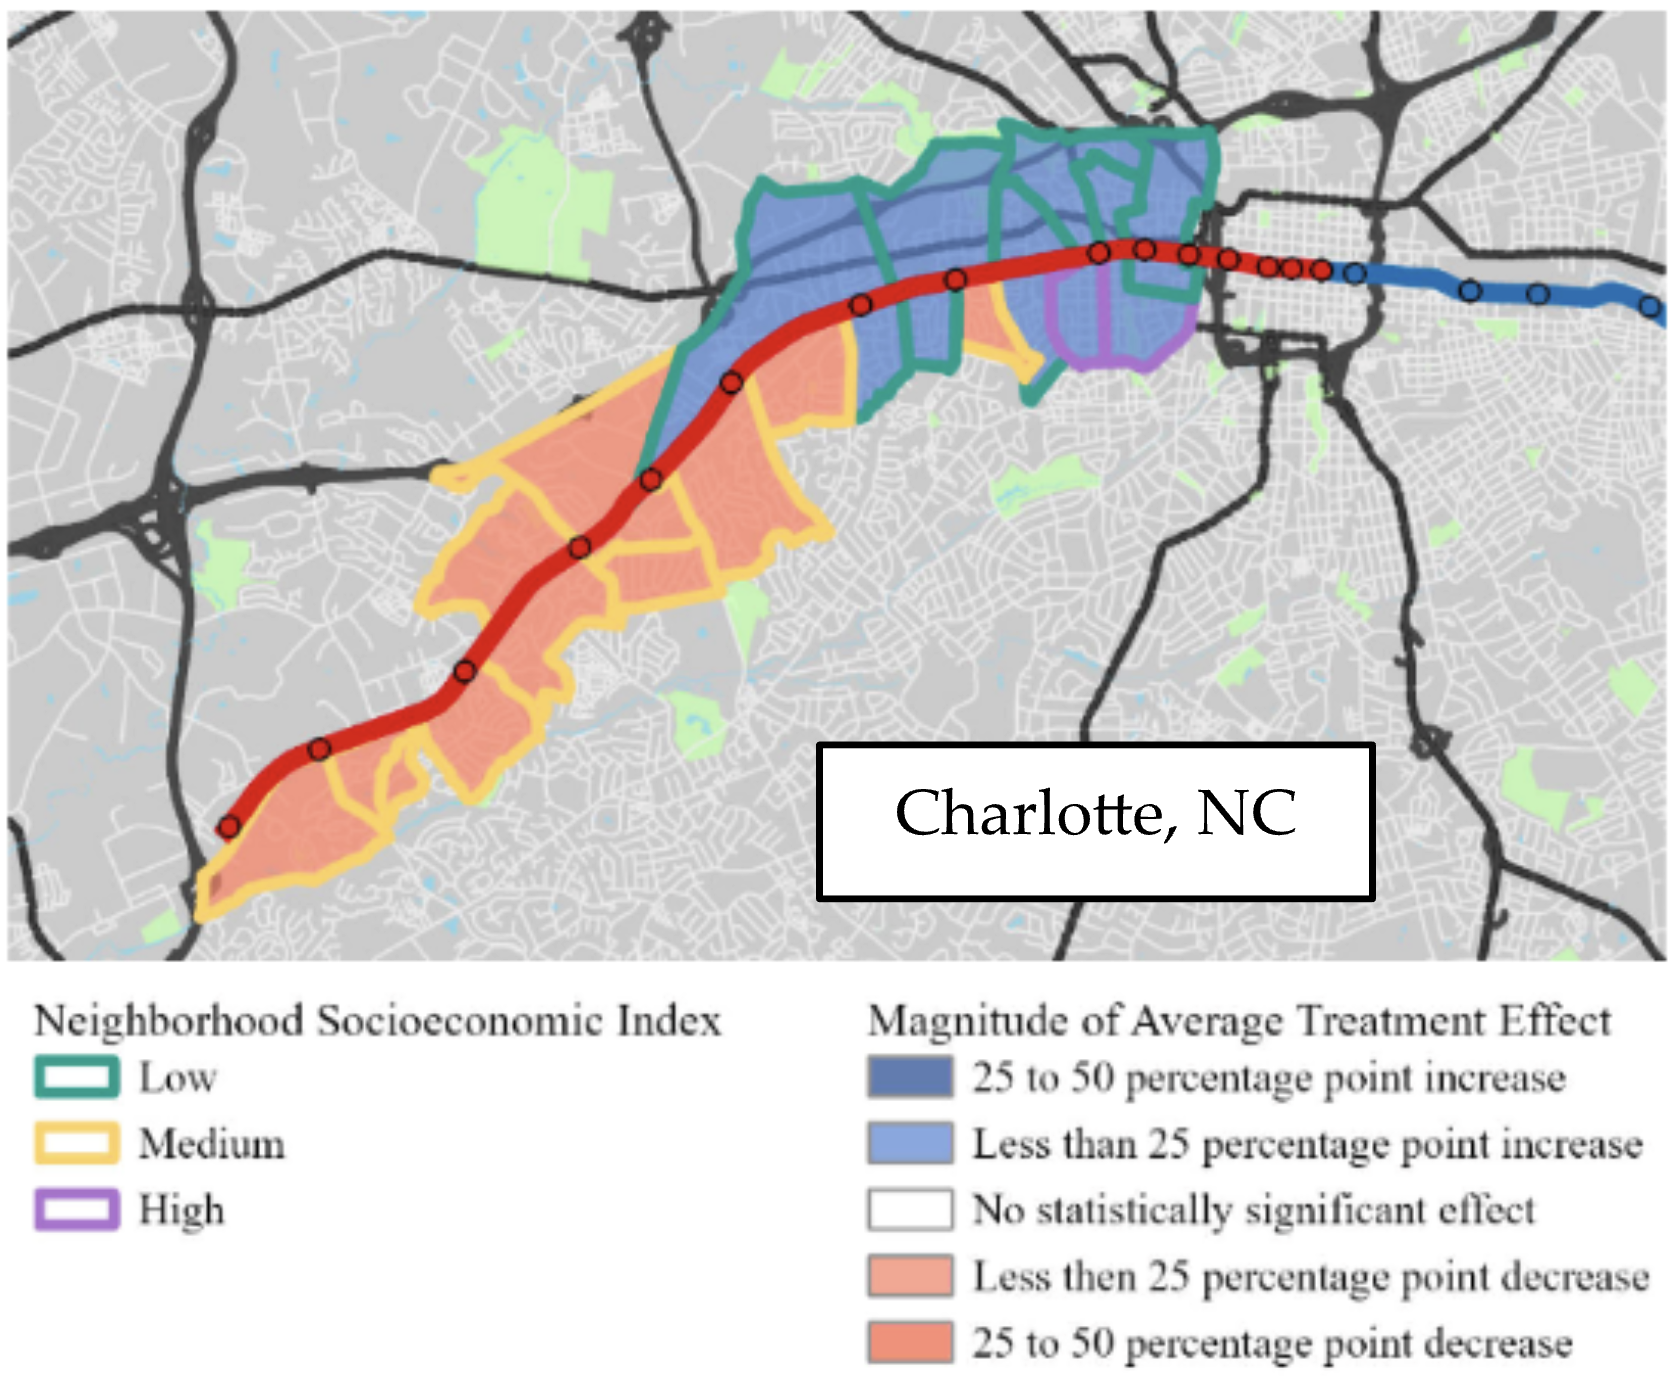 Charlotte, NC
Neighborhood Socioeconomic Index
Low
Medium
High
Magnitude of Average Treatment Effect
25 to 50 percentage point increase
Less than 25 percentage point increase
No statistically significant effect
Less then 25 percentage point decrease
25 to 50 percentage point decrease